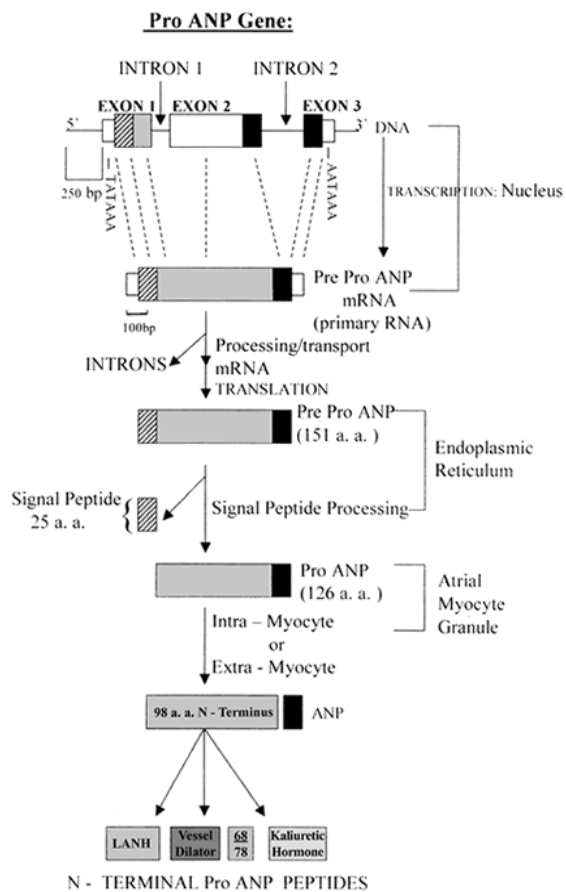 Pro ANP Gene:
INTRON 1
INTRON 2
EXON 1
EXON 2
EXON 3
5'
3'
DNA
250 bp
TATAAA
AATAAA
TRANSCRIPTION: Nucleus
Pre Pro ANP
mRNA
(primary RNA)
100bp
INTRONS
Processing/transport
mRNA
TRANSLATION
Pre Pro ANP
(151 a. a. )
Endoplasmic
Reticulum
Signal Peptide
25 a. a.
{
Signal Peptide Processing
Pro ANP
(126 a. a. )
Atrial
Myocyte
Granule
Intra – Myocyte
or
Extra - Myocyte
98 a. a. N - Terminus
ANP
LANH
Vessel
Dilator
68
78
Kaliuretic
Hormone
N - TERMINAL Pro ANP PEPTIDES